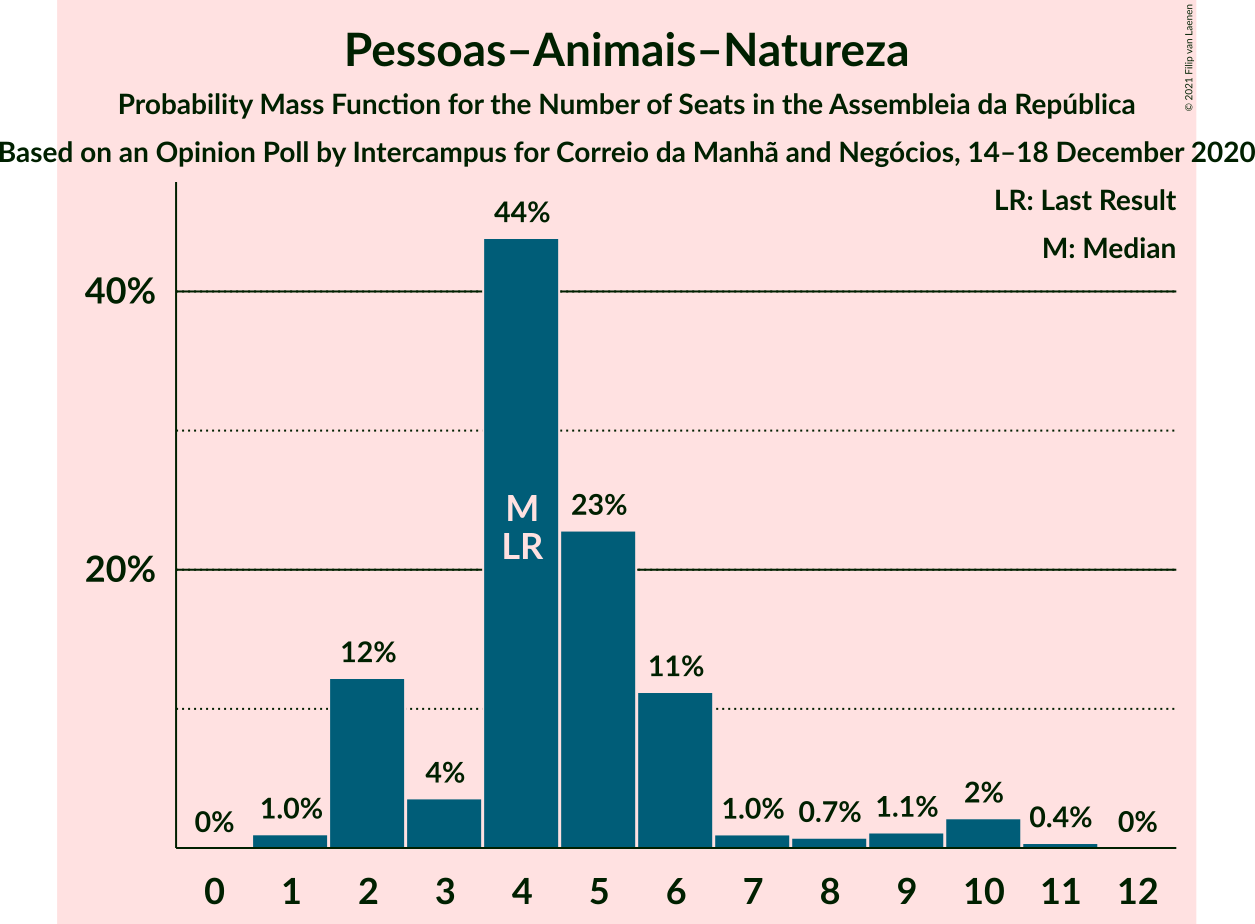 Pessoas–Animais–Natureza
Probability Mass Function for the Number of Seats in the Assembleia da República
Based on an Opinion Poll by Intercampus for Correio da Manhã and Negócios, 14–18 December 2020
© 2021 Filip van Laenen
LR: Last Result
M: Median
44%
40%
M
LR
23%
20%
12%
11%
4%
0%
1.0%
1.0%
0.7%
1.1%
2%
0.4%
0%
0 1 2 3 4 5 6 7 8 9 10 11 12